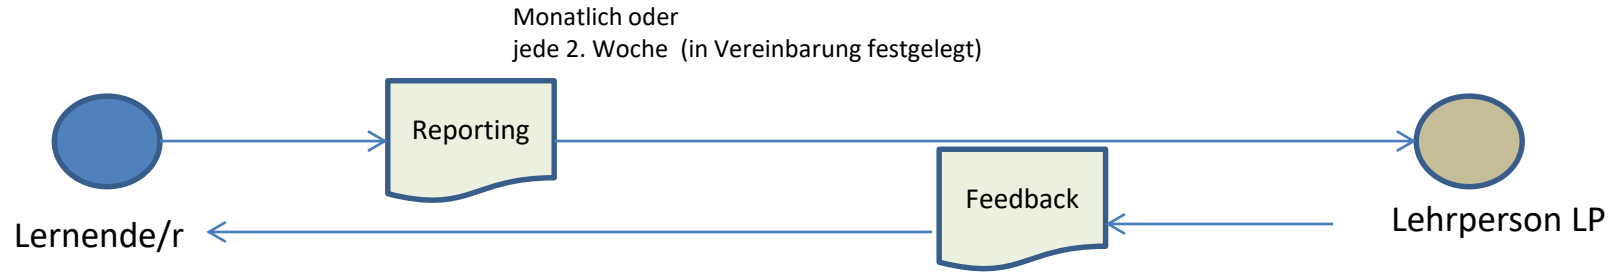 Monatlich oder
jede 2. Woche (in Vereinbarung festgelegt)
Reporting
Feedback
Lernende/r
Lehrperson LP